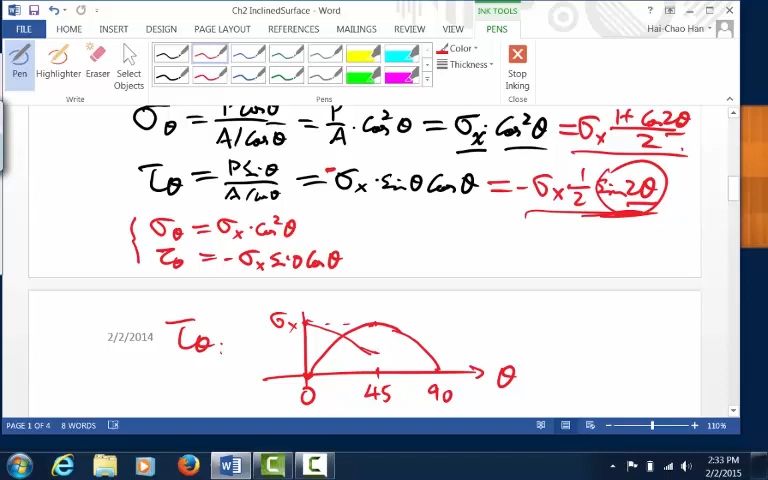 Ch2 InclinedSurface - Word
INK TOOLS
FILE HOME INSERT DESIGN PAGE LAYOUT REFERENCES MAILINGS REVIEW VIEW PENS
Hai-Chao Han
Pen Highlighter Eraser Select Objects
Color
Thickness
Stop Inking
Write Pens Close
σθ = P cosθ / A/cosθ = P/A · cos²θ = σx · cos²θ = σx 1+cos2θ / 2
τθ = P sinθ / A/cosθ = -σx · sinθ cosθ = -σx 1/2 sin2θ
σθ = σx · cos²θ
τθ = -σx sinθ cosθ
2/2/2014 τθ: σx
0 45 90 θ
PAGE 1 OF 4 8 WORDS 110%
2:33 PM
2/2/2015